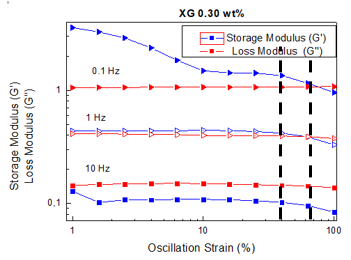 XG 0.30 wt%
Storage Modulus (G')
Loss Modulus (G'')
0.1 Hz
1
1 Hz
10 Hz
0.1
1
10
100
Oscillation Strain (%)
Storage Modulus (G')
Loss Modulus (G'')